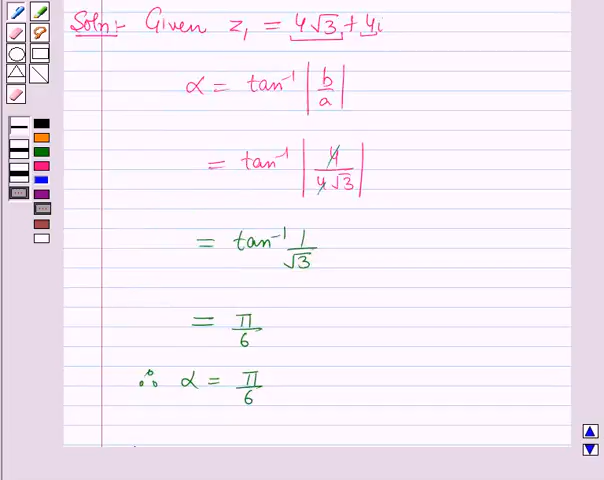 Soln:- Given z₁ = 4√3 + 4i
α = tan⁻¹ |b/a|
= tan⁻¹ |4/4√3|
= tan⁻¹ 1/√3
= π/6
∴ α = π/6